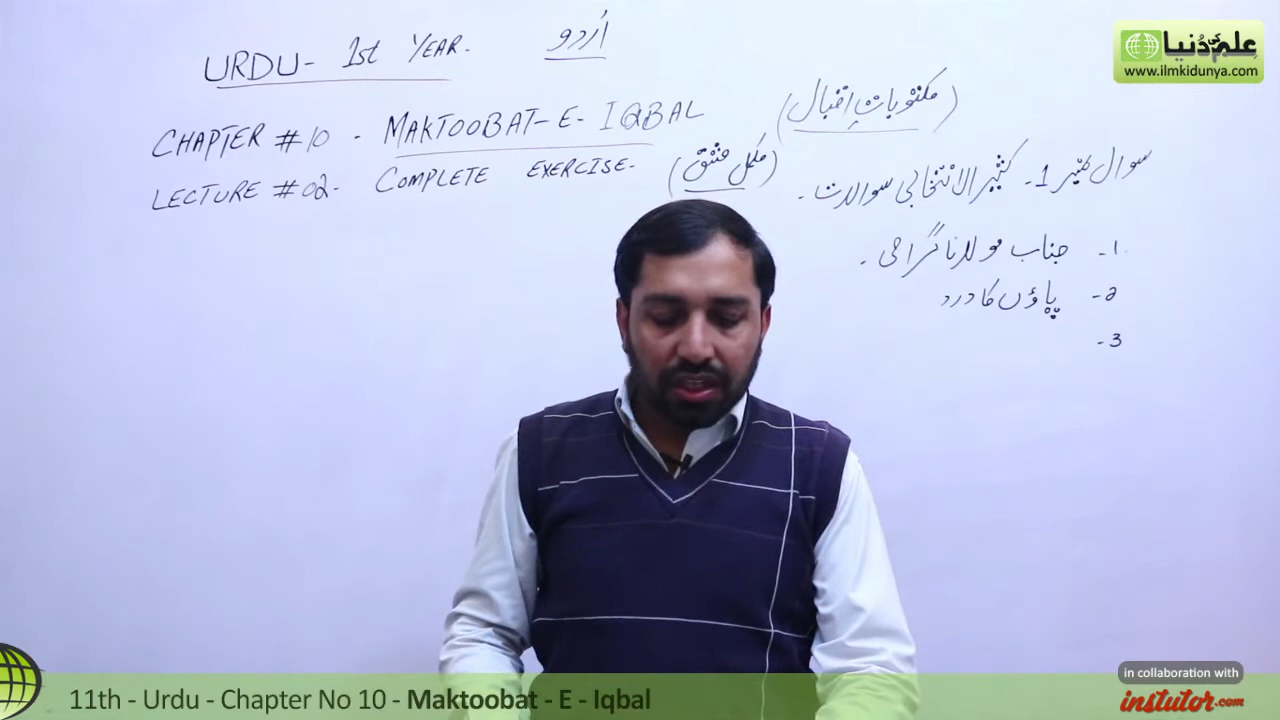 URDU - 1st YEAR. اُردو
CHAPTER #10 - MAKTOOBAT-E-IQBAL (مکتوباتِ اقبال)
LECTURE #02- COMPLETE EXERCISE. (مکمل مشق)
سوال نمبر 1۔ کثیر الانتخابی سوالات۔
1- جناب مولانا گرامی۔
2- پاؤں کا درد
3-
علم کی دُنیا
www.ilmkidunya.com
11th - Urdu - Chapter No 10 - Maktoobat - E - Iqbal
in collaboration with
instutor.com